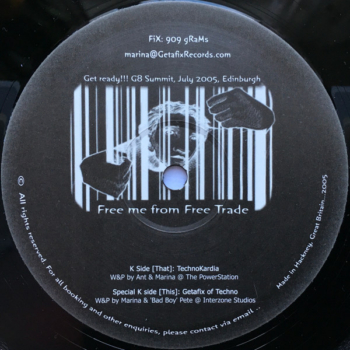 FiX: 909 gRaMs
marina@GetafixRecords.com
Get ready!!! G8 Summit, July 2005, Edinburgh
Free me from Free Trade
K Side [That]: TechnoKardia
W&P by Ant & Marina @ The PowerStation
Special K side [This]: Getafix of Techno
W&P by Marina & 'Bad Boy' Pete @ Interzone Studios
© All rights reserved. For all booking and other enquiries, please contact via email ..
Made in Hackney, Great Britain...2005